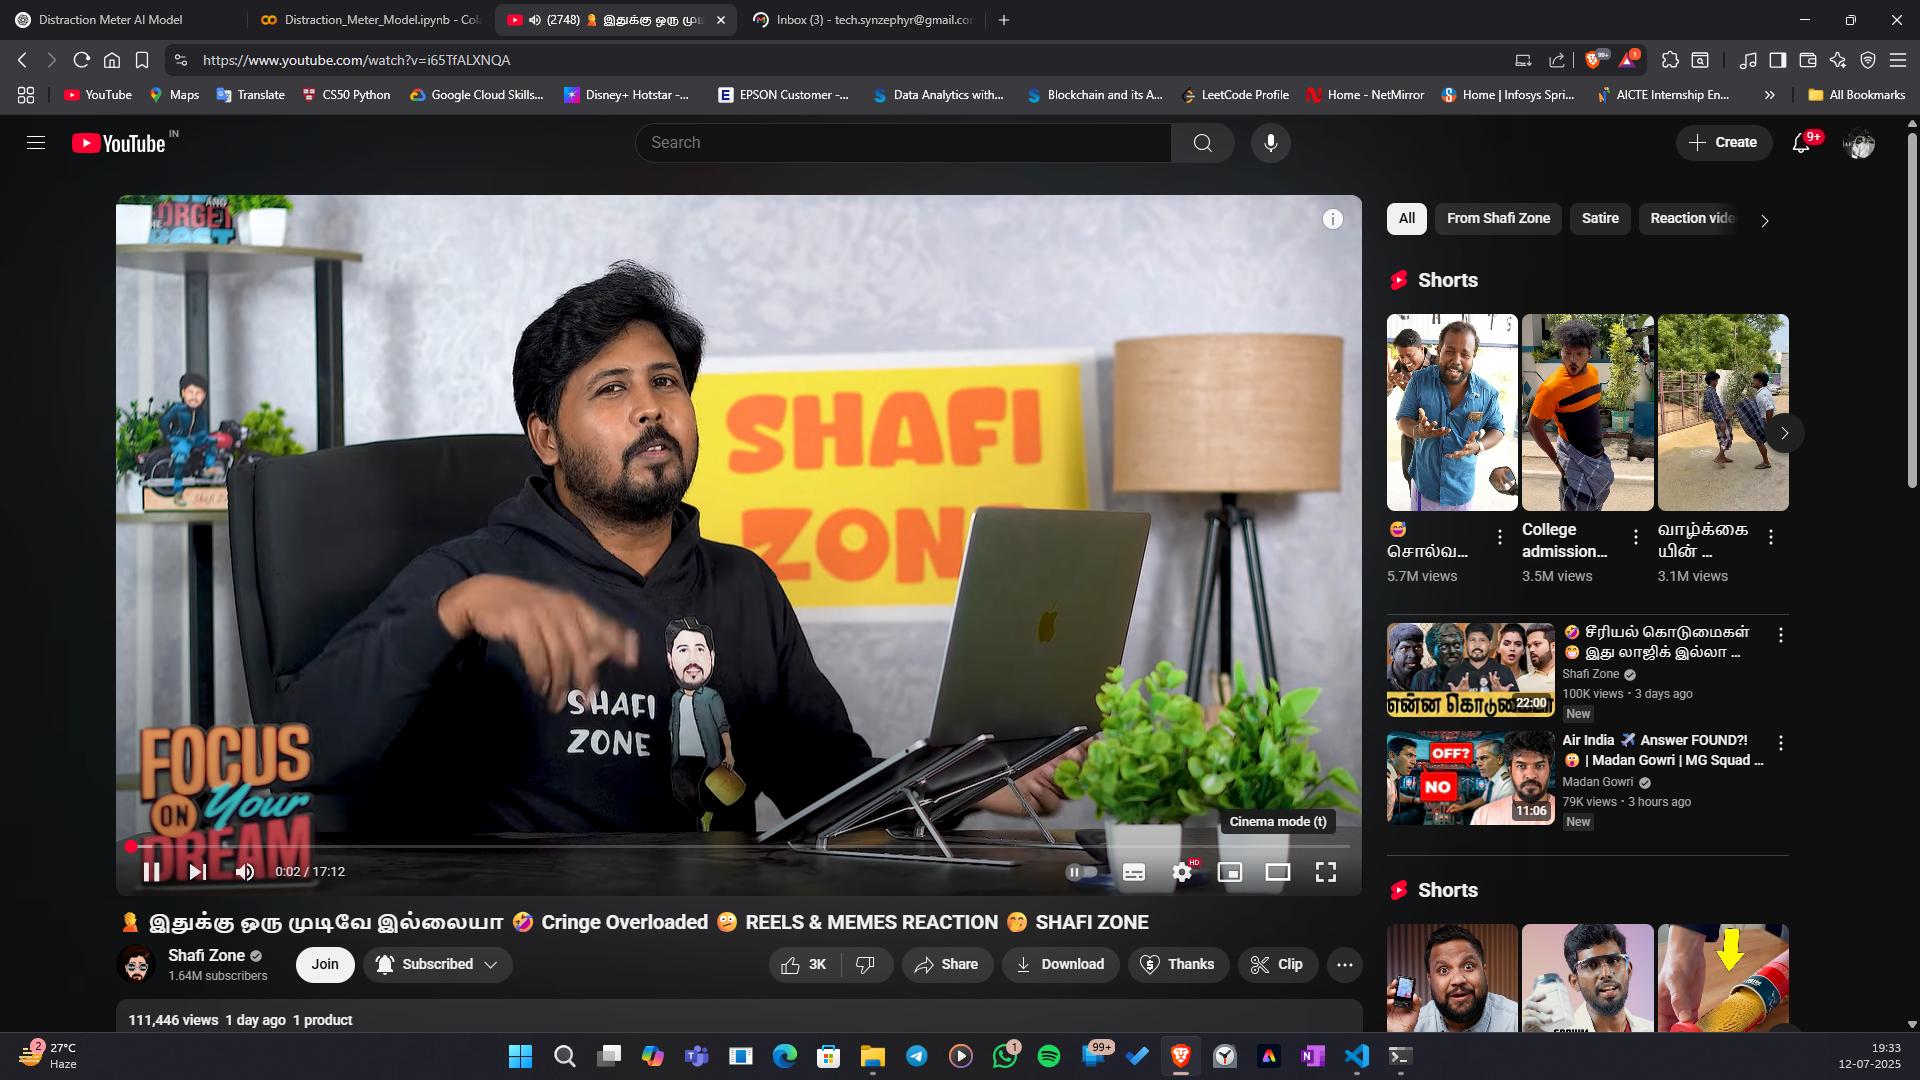 Distraction Meter AI Model
Distraction_Meter_Model.ipynb - Col
(2748) 🤦 இதுக்கு ஒரு முடி
Inbox (3) - tech.synzephyr@gmail.co
https://www.youtube.com/watch?v=i65TfALXNQA
99+
1
YouTube
Maps
Translate
CS50 Python
Google Cloud Skills...
Disney+ Hotstar -...
EPSON Customer -...
Data Analytics with...
Blockchain and its A...
LeetCode Profile
Home - NetMirror
Home | Infosys Spri...
AICTE Internship En...
All Bookmarks
YouTube IN
Search
Create
9+
AND
FORGET
THE REST
SHAFI
ZONE
SHAFI
ZONE
FOCUS
ON Your
DREAM
Cinema mode (t)
0:02 / 17:12
HD
🤦 இதுக்கு ஒரு முடிவே இல்லையா 🤣 Cringe Overloaded 🫤 REELS & MEMES REACTION 🤭 SHAFI ZONE
Shafi Zone
1.64M subscribers
Join
Subscribed
3K
Share
Download
Thanks
Clip
111,446 views 1 day ago 1 product
All
From Shafi Zone
Satire
Reaction vide
Shorts
😅
சொல்வ...
5.7M views
College
admission...
3.5M views
வாழ்க்கை
யின் ...
3.1M views
🤣 சீரியல் கொடுமைகள்
😁 இது லாஜிக் இல்லா ...
Shafi Zone
100K views • 3 days ago
New
22:00
OFF?
NO
11:06
Air India ✈️ Answer FOUND?!
😱 | Madan Gowri | MG Squad ...
Madan Gowri
79K views • 3 hours ago
New
Shorts
2
27°C
Haze
1
99+
19:33
12-07-2025